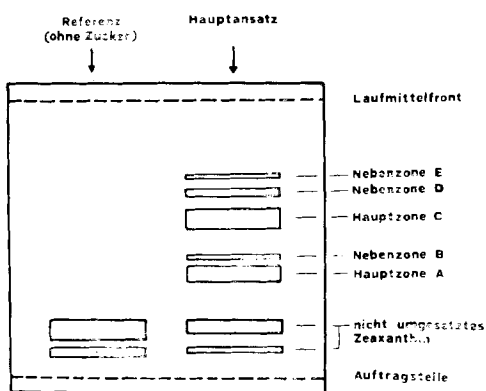 Referenz
(ohne Zucker)
Hauptansatz
Laufmittelfront
Nebenzone E
Nebenzone D
Hauptzone C
Nebenzone B
Hauptzone A
nicht umgesetztes
Zeaxanthin
Auftragstelle